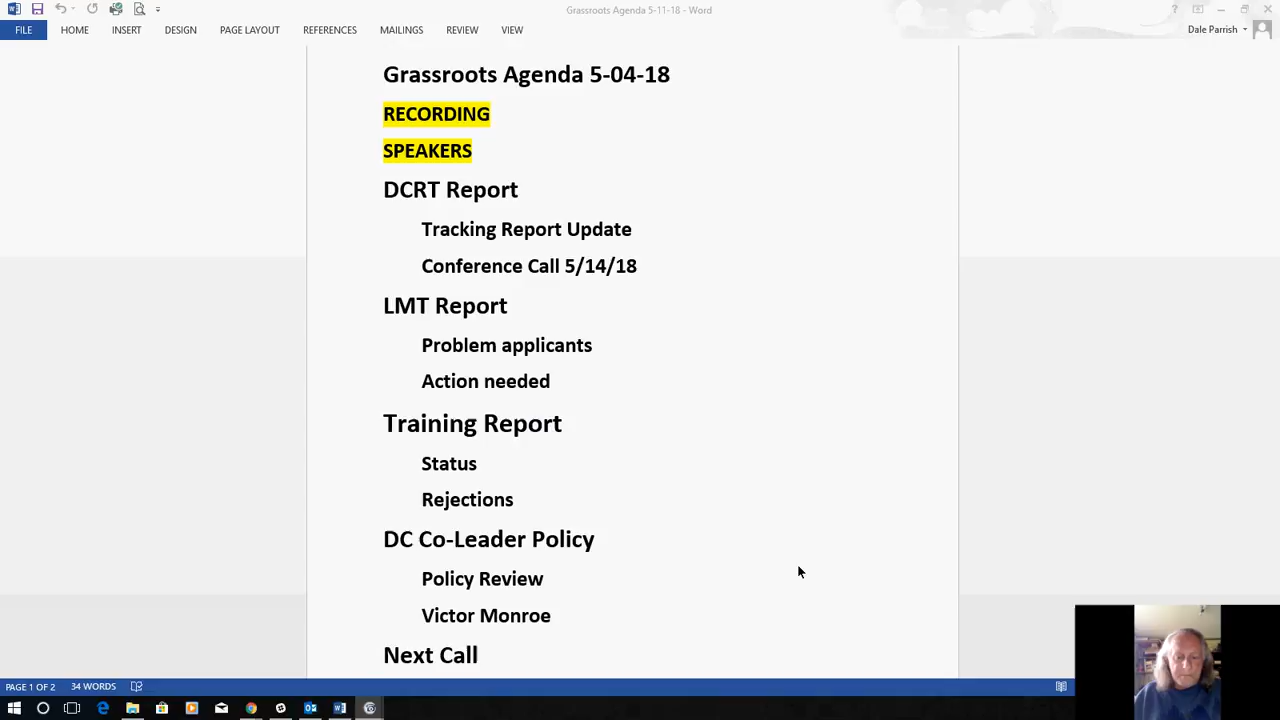 Grassroots Agenda 5-11-18 - Word
?
FILE HOME INSERT DESIGN PAGE LAYOUT REFERENCES MAILINGS REVIEW VIEW Dale Parrish
Grassroots Agenda 5-04-18
RECORDING
SPEAKERS
DCRT Report
Tracking Report Update
Conference Call 5/14/18
LMT Report
Problem applicants
Action needed
Training Report
Status
Rejections
DC Co-Leader Policy
Policy Review
Victor Monroe
Next Call
PAGE 1 OF 2 34 WORDS